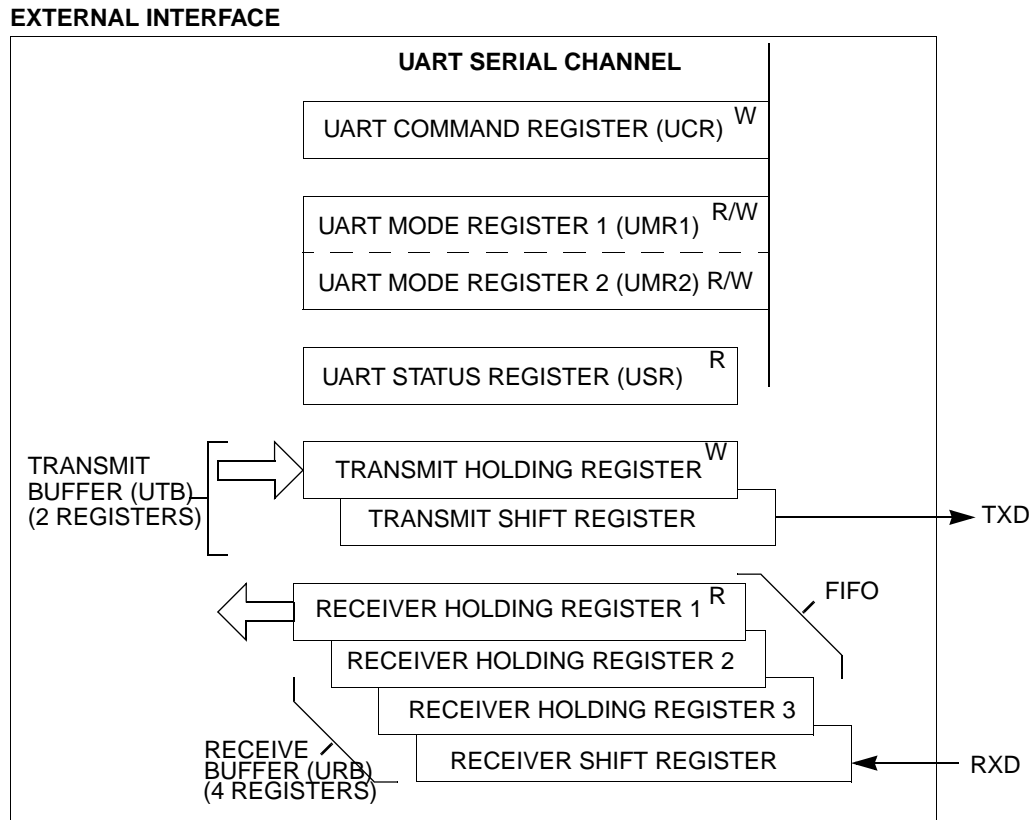 EXTERNAL INTERFACE
UART SERIAL CHANNEL
UART COMMAND REGISTER (UCR) W
UART MODE REGISTER 1 (UMR1) R/W
UART MODE REGISTER 2 (UMR2) R/W
UART STATUS REGISTER (USR) R
TRANSMIT
BUFFER (UTB)
(2 REGISTERS)
TRANSMIT HOLDING REGISTER W
TRANSMIT SHIFT REGISTER
TXD
RECEIVER HOLDING REGISTER 1 R
FIFO
RECEIVER HOLDING REGISTER 2
RECEIVER HOLDING REGISTER 3
RECEIVER SHIFT REGISTER
RXD
RECEIVE
BUFFER (URB)
(4 REGISTERS)